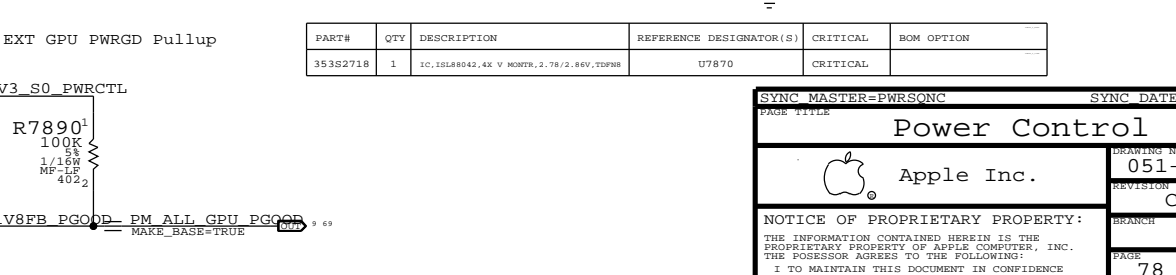 EXT GPU PWRGD Pullup
PART# QTY DESCRIPTION REFERENCE DESIGNATOR(S) CRITICAL BOM OPTION
353S2718 1 IC,ISL88042,4X V MONTR,2.78/2.86V,TDFN8 U7870 CRITICAL
V3_S0_PWRCTL
R7890 1
100K
5%
1/16W
MF-LF
402 2
1V8FB_PGOOD PM_ALL_GPU_PGOOD OUT 9 69
MAKE_BASE=TRUE
SYNC_MASTER=PWRSQNC SYNC_DATE
PAGE TITLE
Power Control
Apple Inc.
®
DRAWING N
051-
REVISION
C
BRANCH
PAGE
78
NOTICE OF PROPRIETARY PROPERTY:
THE INFORMATION CONTAINED HEREIN IS THE
PROPRIETARY PROPERTY OF APPLE COMPUTER, INC.
THE POSESSOR AGREES TO THE FOLLOWING:
I TO MAINTAIN THIS DOCUMENT IN CONFIDENCE